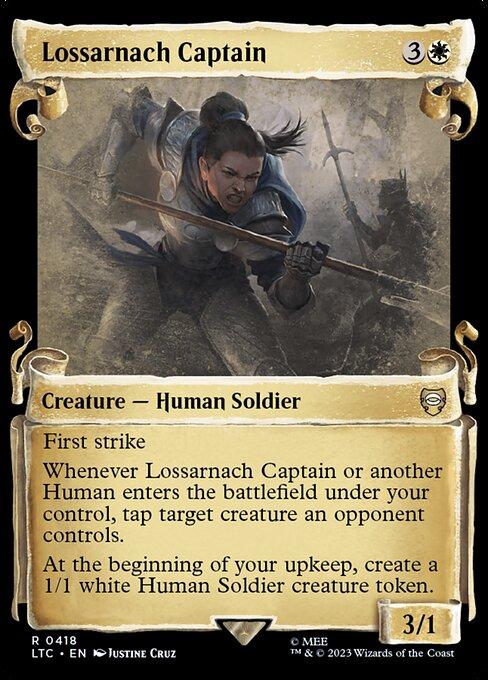 Lossarnach Captain 3
Creature — Human Soldier
First strike
Whenever Lossarnach Captain or another
Human enters the battlefield under your
control, tap target creature an opponent
controls.
At the beginning of your upkeep, create a
1/1 white Human Soldier creature token.
3/1
R 0418
LTC • EN Justine Cruz
© MEE
™ & © 2023 Wizards of the Coast